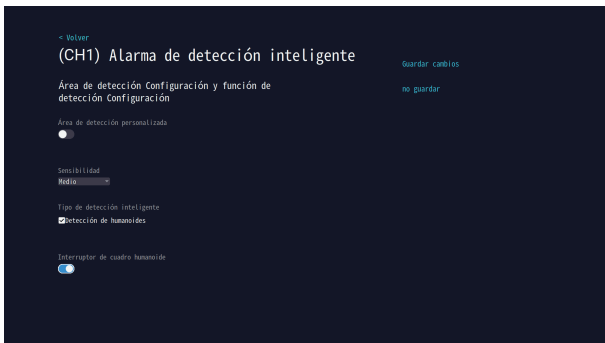 < Volver
(CH1) Alarma de detección inteligente
Guardar cambios
Área de detección Configuración y función de
detección Configuración
no guardar
Área de detección personalizada
Sensibilidad
Medio
Tipo de detección inteligente
Detección de humanoides
Interruptor de cuadro humanoide